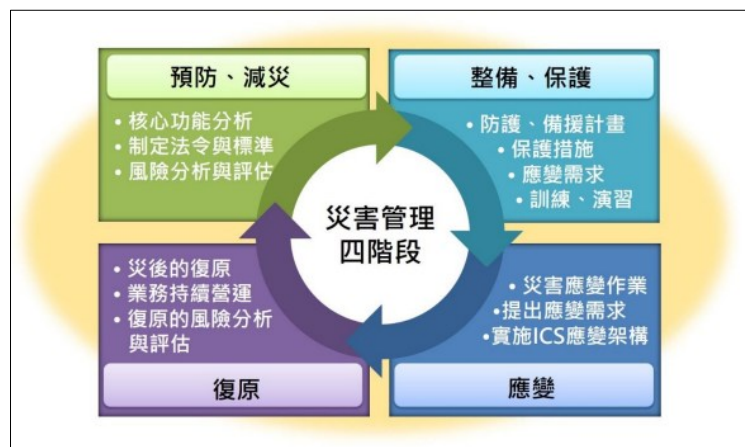 預防、減災
• 核心功能分析
• 制定法令與標準
• 風險分析與評估
整備、保護
• 防護、備援計畫
• 保護措施
• 應變需求
• 訓練、演習
災害管理
四階段
• 災後的復原
• 業務持續營運
• 復原的風險分析
與評估
復原
• 災害應變作業
•提出應變需求
•實施ICS應變架構
應變